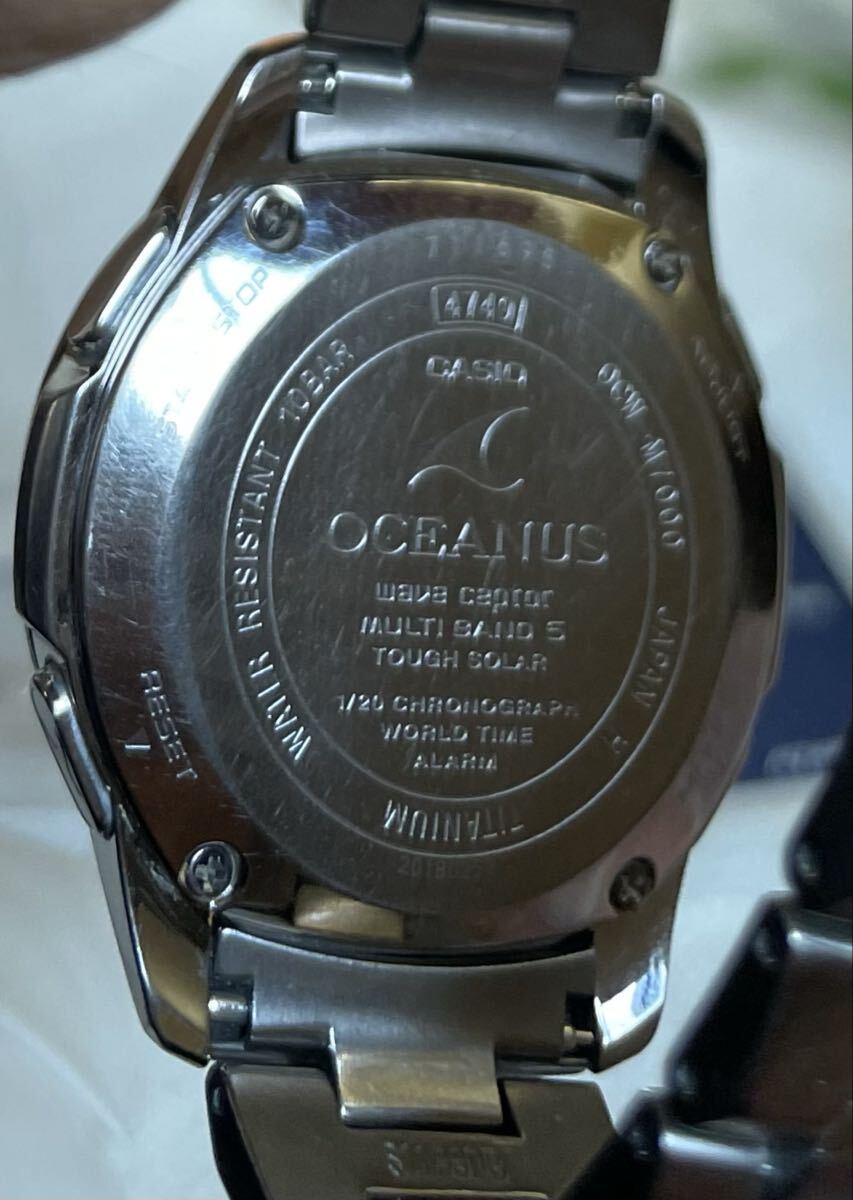 4749
CASIO
OCEANUS
wave ceptor
MULTI BAND 5
TOUGH SOLAR
1/20 CHRONOGRAPH
WORLD TIME
ALARM
WATER RESISTANT 10BAR
OCW-M7000
JAPAN
TITANIUM
STOP
RESET